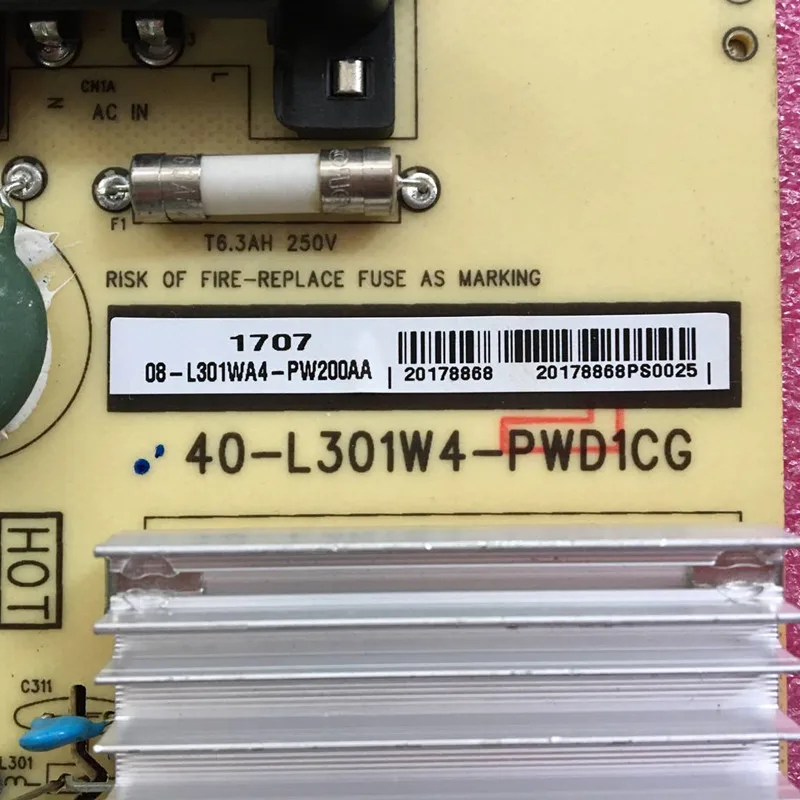 CN1A
N
L
AC IN
F1
T6.3AH 250V
RISK OF FIRE-REPLACE FUSE AS MARKING
1707
08-L301WA4-PW200AA
20178868 20178868PS0025
40-L301W4-PWD1CG
HOT
C311
L301